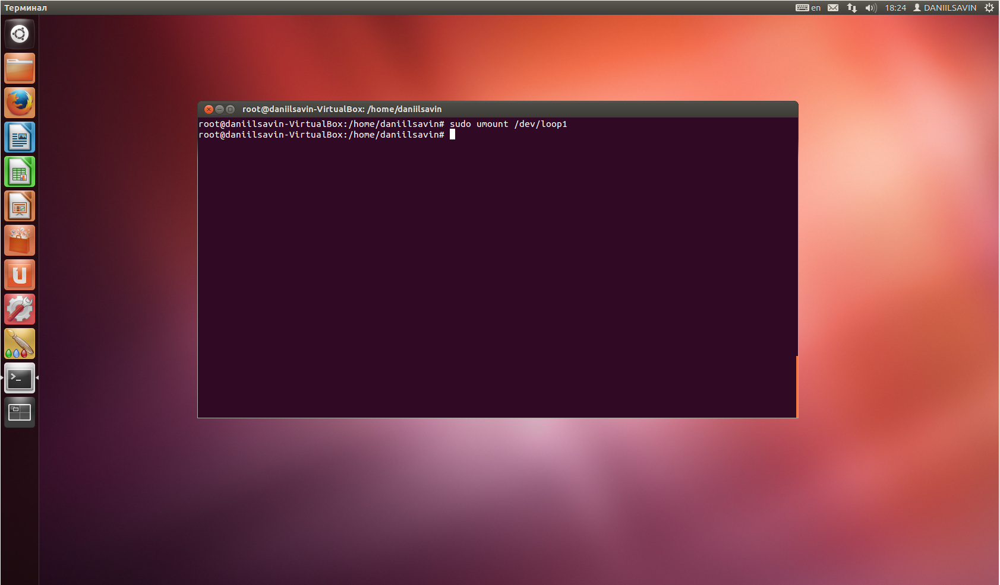 Терминал
en 18:24 DANIILSAVIN
root@daniilsavin-VirtualBox: /home/daniilsavin
root@daniilsavin-VirtualBox:/home/daniilsavin# sudo umount /dev/loop1
root@daniilsavin-VirtualBox:/home/daniilsavin#